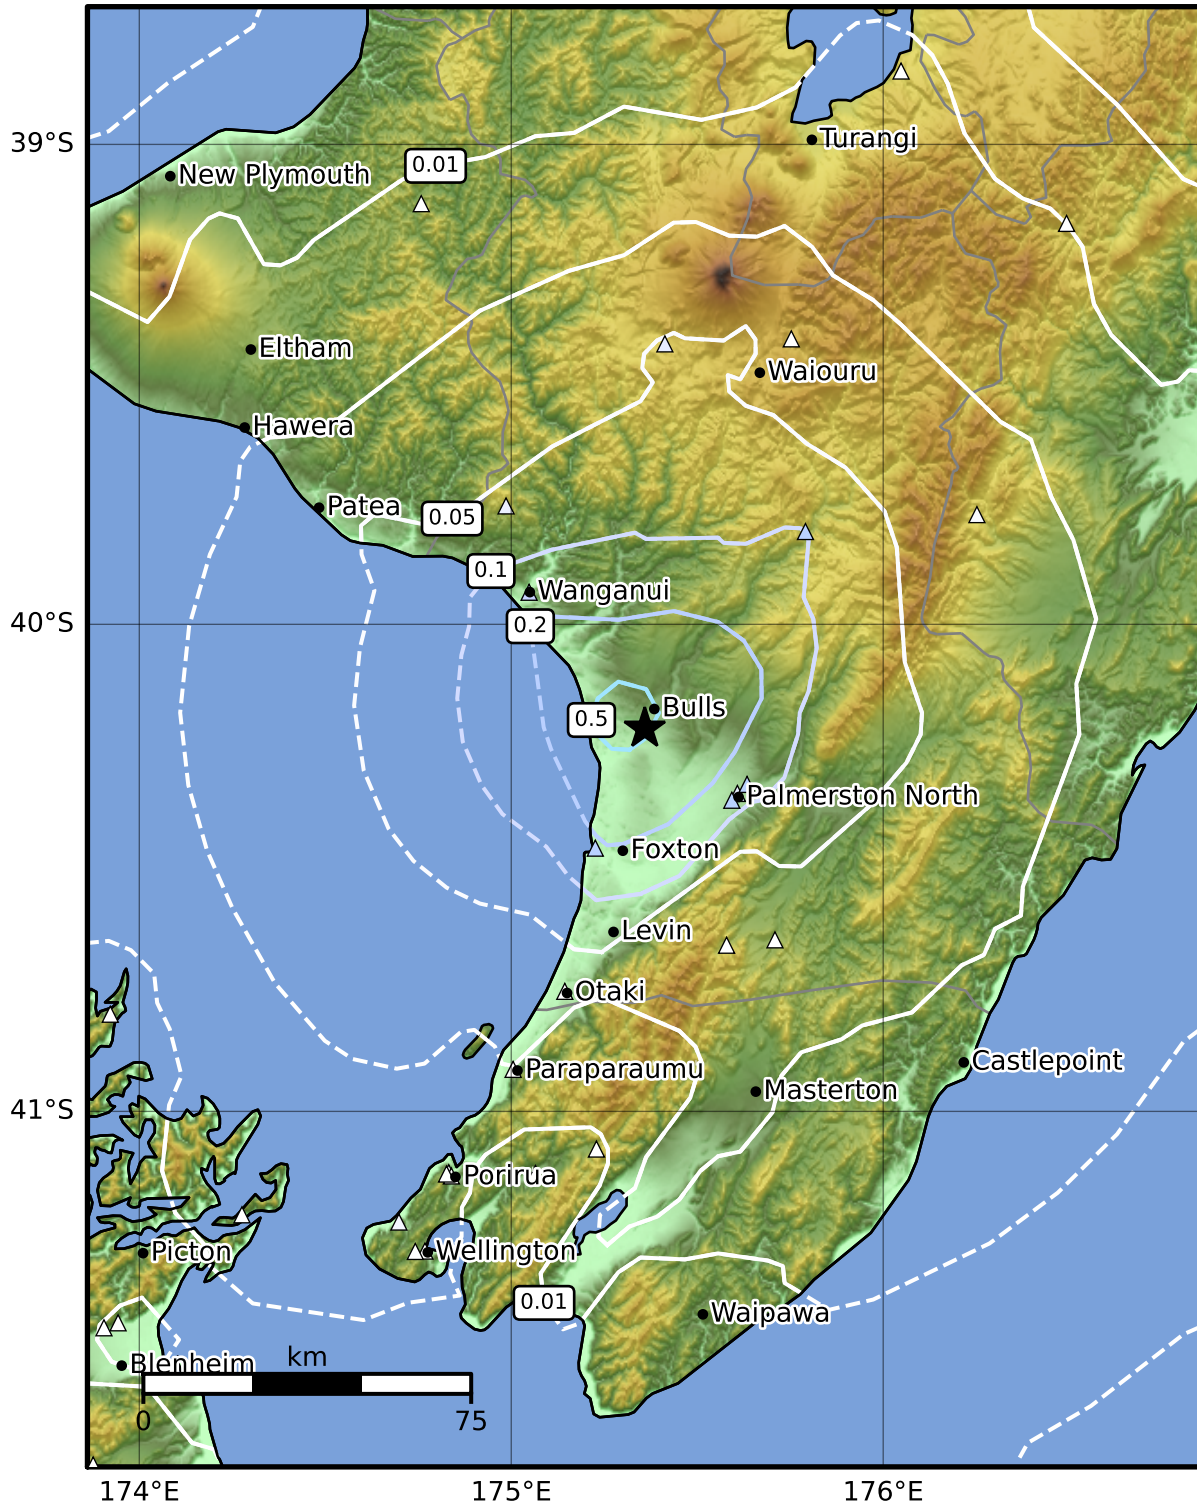 39°S
Turangi
0.01
New Plymouth
Eltham
Waiouru
Hawera
Patea
0.05
0.1
Wanganui
40°S
0.2
Bulls
0.5
Palmerston North
Foxton
Levin
Otaki
Castlepoint
Paraparaumu
Masterton
41°S
Porirua
Picton
Wellington
0.01
Waipawa
km
Blenheim
0
75
174°E
175°E
176°E